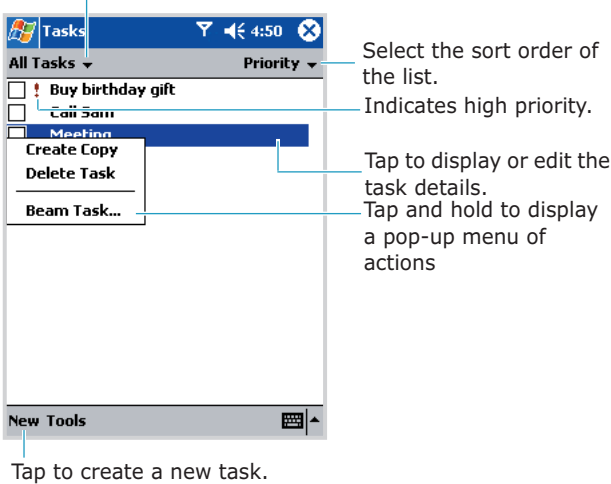 Tasks 4:50
All Tasks Priority
Select the sort order of
the list.
! Buy birthday gift
Indicates high priority.
Call Sam
Meeting
Create Copy
Delete Task
Tap to display or edit the
task details.
Beam Task...
Tap and hold to display
a pop-up menu of
actions
New Tools
Tap to create a new task.